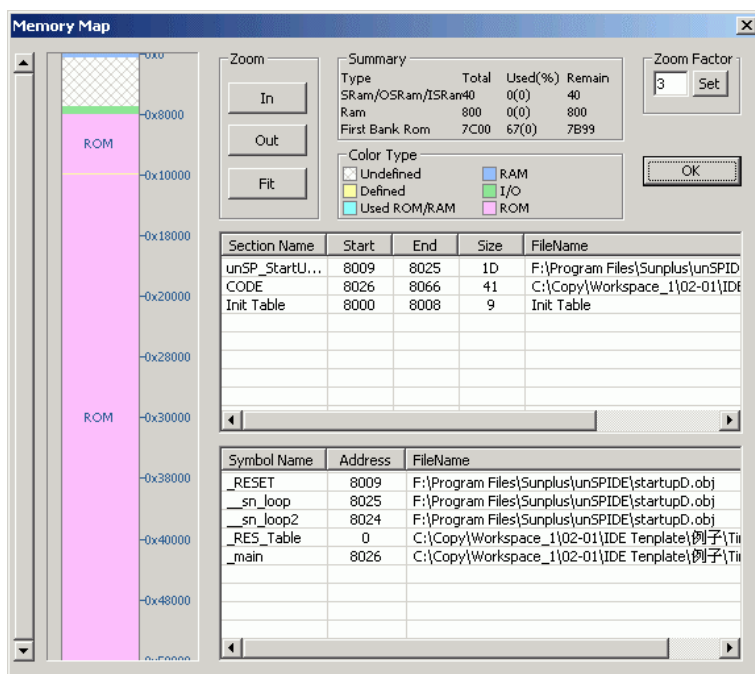 Memory Map
-0x0
-0x8000
ROM
-0x10000
-0x18000
-0x20000
-0x28000
ROM
-0x30000
-0x38000
-0x40000
-0x48000
Zoom
In
Out
Fit
Summary
Type Total Used(%) Remain
SRam/OSRam/ISRam40 0(0) 40
Ram 800 0(0) 800
First Bank Rom 7C00 67(0) 7B99
Color Type
Undefined RAM
Defined I/O
Used ROM/RAM ROM
Zoom Factor
3 Set
OK
Section Name Start End Size FileName
unSP_StartU... 8009 8025 1D F:\Program Files\Sunplus\unSPID
CODE 8026 8066 41 C:\Copy\Workspace_1\02-01\IDE
Init Table 8000 8008 9 Init Table
Symbol Name Address FileName
_RESET 8009 F:\Program Files\Sunplus\unSPIDE\startupD.obj
__sn_loop 8025 F:\Program Files\Sunplus\unSPIDE\startupD.obj
__sn_loop2 8024 F:\Program Files\Sunplus\unSPIDE\startupD.obj
_RES_Table 0 C:\Copy\Workspace_1\02-01\IDE Tenplate\例子\Ti
_main 8026 C:\Copy\Workspace_1\02-01\IDE Tenplate\例子\Ti